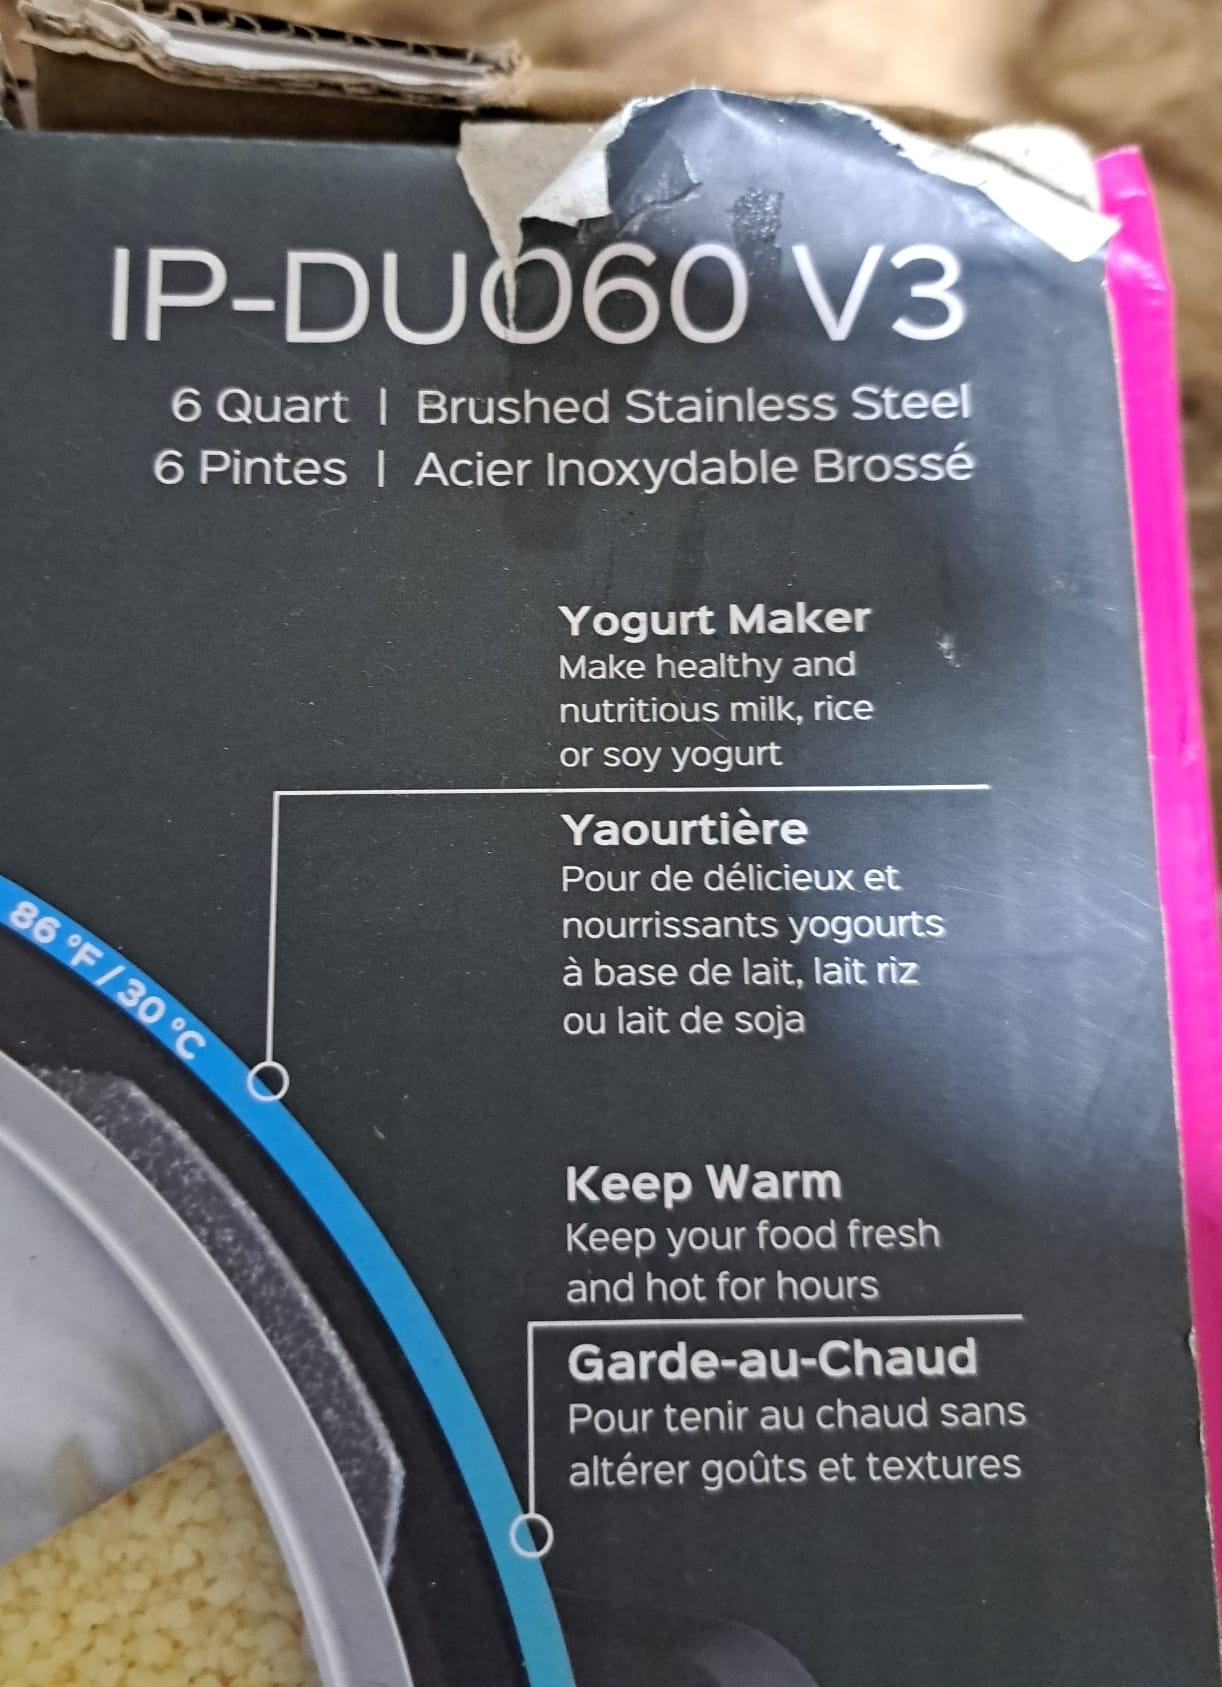 IP-DUO60 V3
6 Quart | Brushed Stainless Steel
6 Pintes | Acier Inoxydable Brossé
Yogurt Maker
Make healthy and
nutritious milk, rice
or soy yogurt
Yaourtière
Pour de délicieux et
nourrissants yogourts
à base de lait, lait riz
ou lait de soja
86 °F / 30 °C
Keep Warm
Keep your food fresh
and hot for hours
Garde-au-Chaud
Pour tenir au chaud sans
altérer goûts et textures